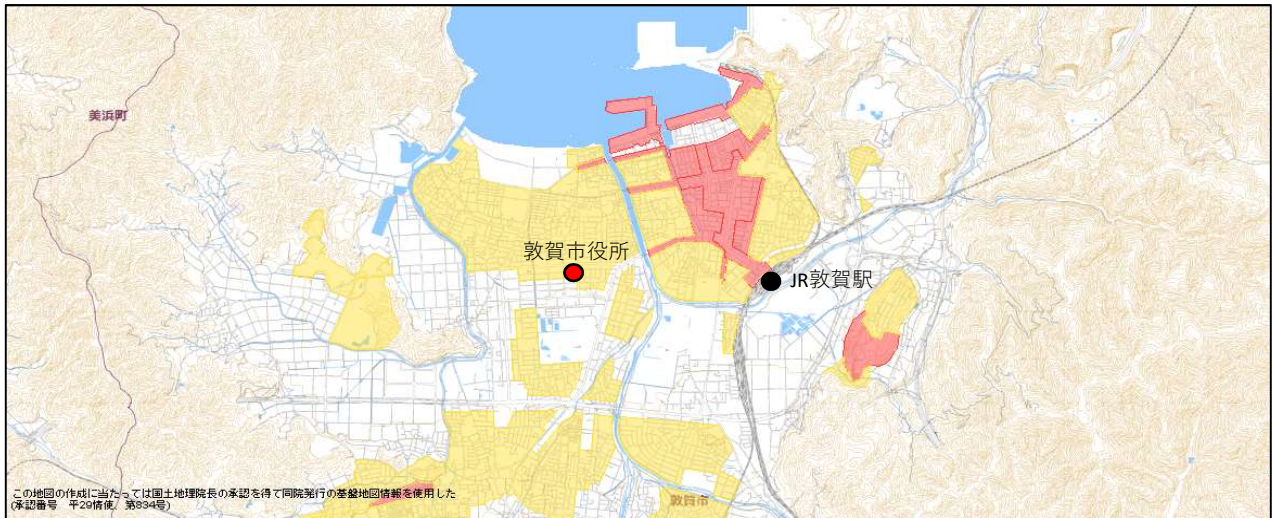 美浜町
敦賀市役所
JR敦賀駅
敦賀市
この地図の作成に当たっては国土地理院長の承認を得て同院発行の基盤地図情報を使用した
(承認番号 平29情使、第834号)